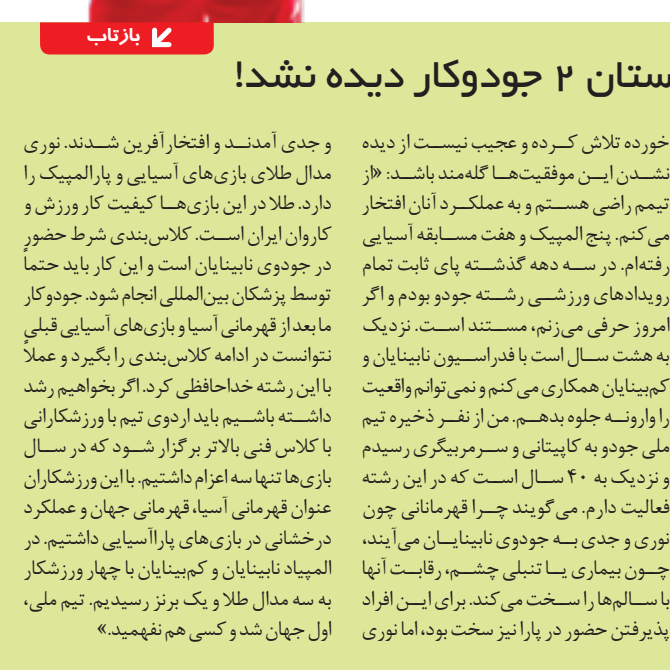 بازتاب
ستان ۲ جودوکار دیده نشد!
خورده تلاش کرده و عجیب نیست از دیده
نشدن این موفقیت‌ها گله‌مند باشد: «از
تیمم راضی هستم و به عملکرد آنان افتخار
می‌کنم. پنج المپیک و هفت مسابقه آسیایی
رفته‌ام. در سه دهه گذشته پای ثابت تمام
رویدادهای ورزشی رشته جودو بودم و اگر
امروز حرفی می‌زنم، مستند است. نزدیک
به هشت سال است با فدراسیون نابینایان و
کم‌بینایان همکاری می‌کنم و نمی‌توانم واقعیت
را وارونه جلوه بدهم. من از نفر ذخیره تیم
ملی جودو به کاپیتانی و سرمربیگری رسیدم
و نزدیک به ۴۰ سال است که در این رشته
فعالیت دارم. می‌گویند چرا قهرمانانی چون
نوری و جدی به جودوی نابینایان می‌آیند،
چون بیماری یا تنبلی چشم، رقابت آنها
با سالم‌ها را سخت می‌کند. برای این افراد
پذیرفتن حضور در پارا نیز سخت بود، اما نوری
و جدی آمدند و افتخارآفرین شدند. نوری
مدال طلای بازی‌های آسیایی و پارالمپیک را
دارد. طلا در این بازی‌ها کیفیت کار ورزش و
کاروان ایران است. کلاس‌بندی شرط حضور
در جودوی نابینایان است و این کار باید حتماً
توسط پزشکان بین‌المللی انجام شود. جودوکار
ما بعد از قهرمانی آسیا و بازی‌های آسیایی قبلی
نتوانست در ادامه کلاس‌بندی را بگیرد و عملاً
با این رشته خداحافظی کرد. اگر بخواهیم رشد
داشته باشیم باید اردوی تیم با ورزشکارانی
با کلاس فنی بالاتر برگزار شود که در سال
بازی‌ها تنها سه اعزام داشتیم. با این ورزشکاران
عنوان قهرمانی آسیا، قهرمانی جهان و عملکرد
درخشانی در بازی‌های پاراآسیایی داشتیم. در
المپیاد نابینایان و کم‌بینایان با چهار ورزشکار
به سه مدال طلا و یک برنز رسیدیم. تیم ملی،
اول جهان شد و کسی هم نفهمید.»